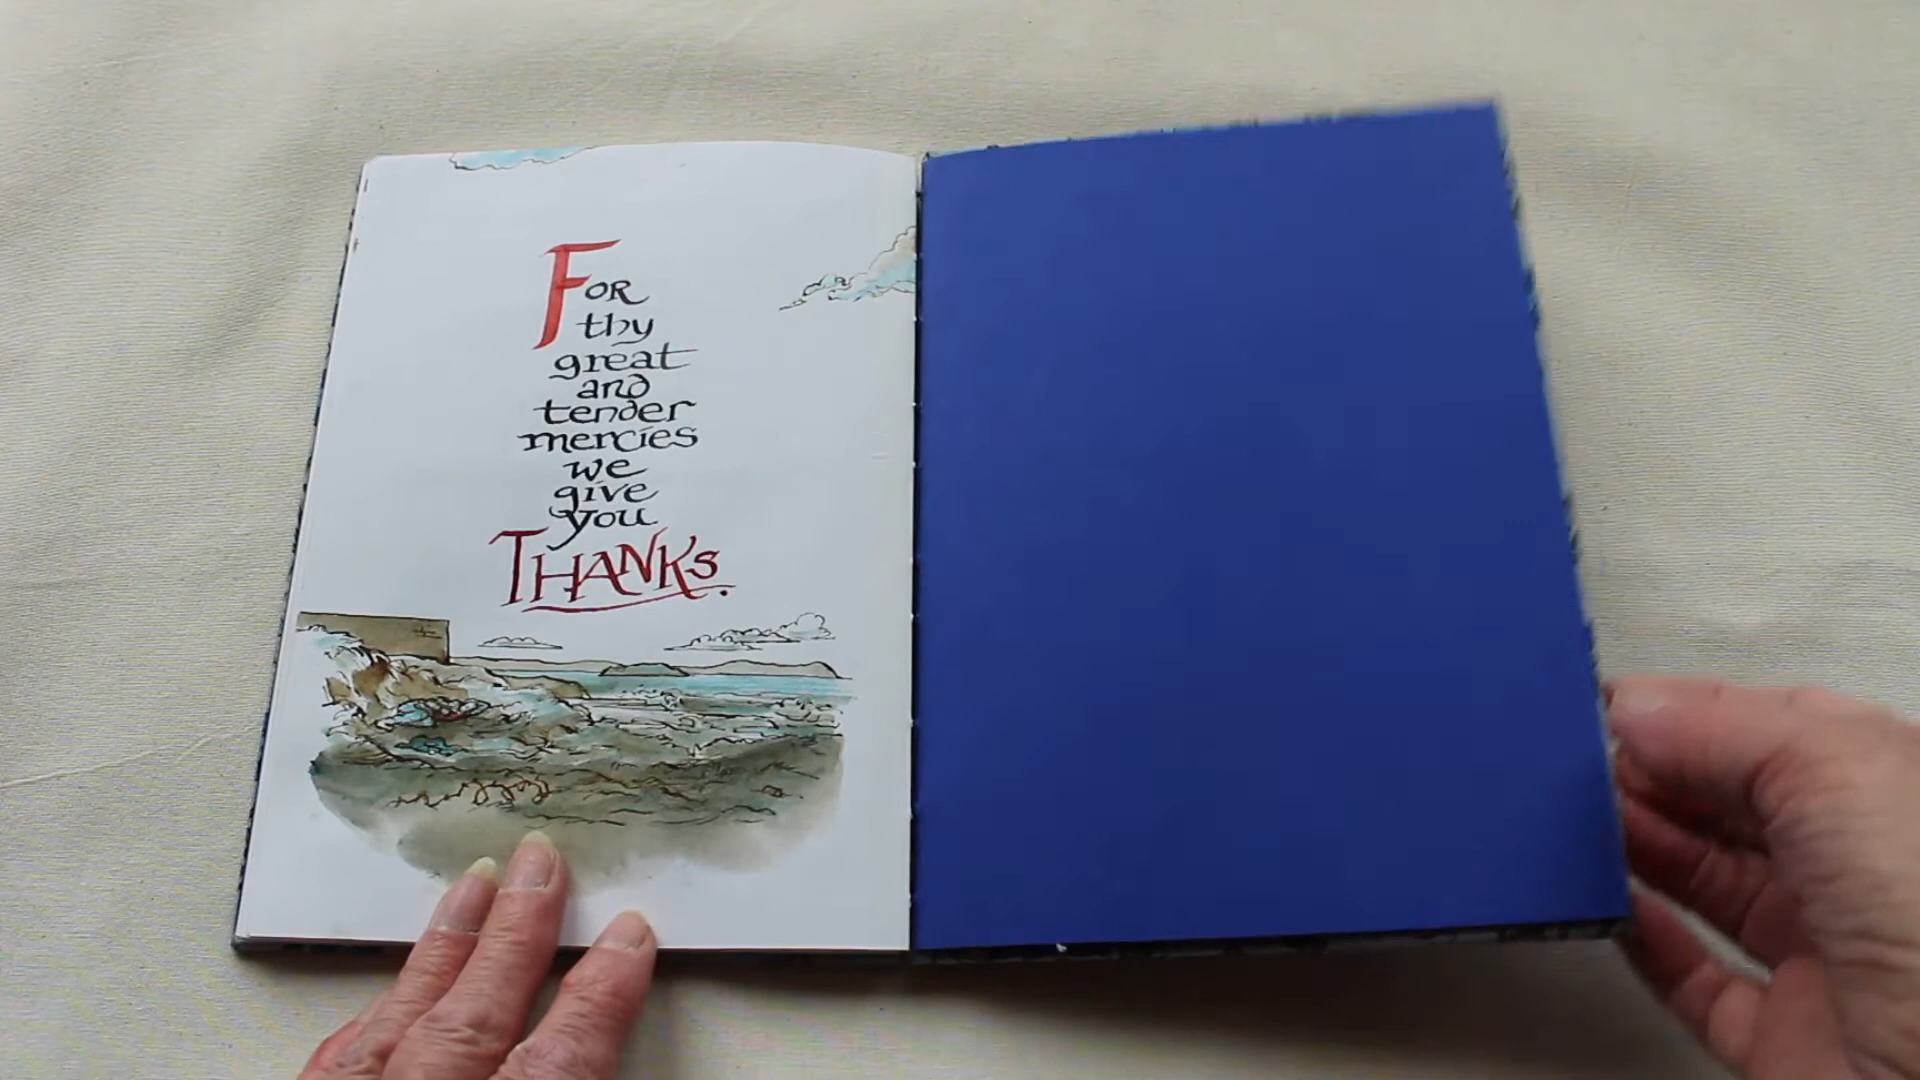 For
thy
great
and
tender
mercies
we
give
you
THANKS.